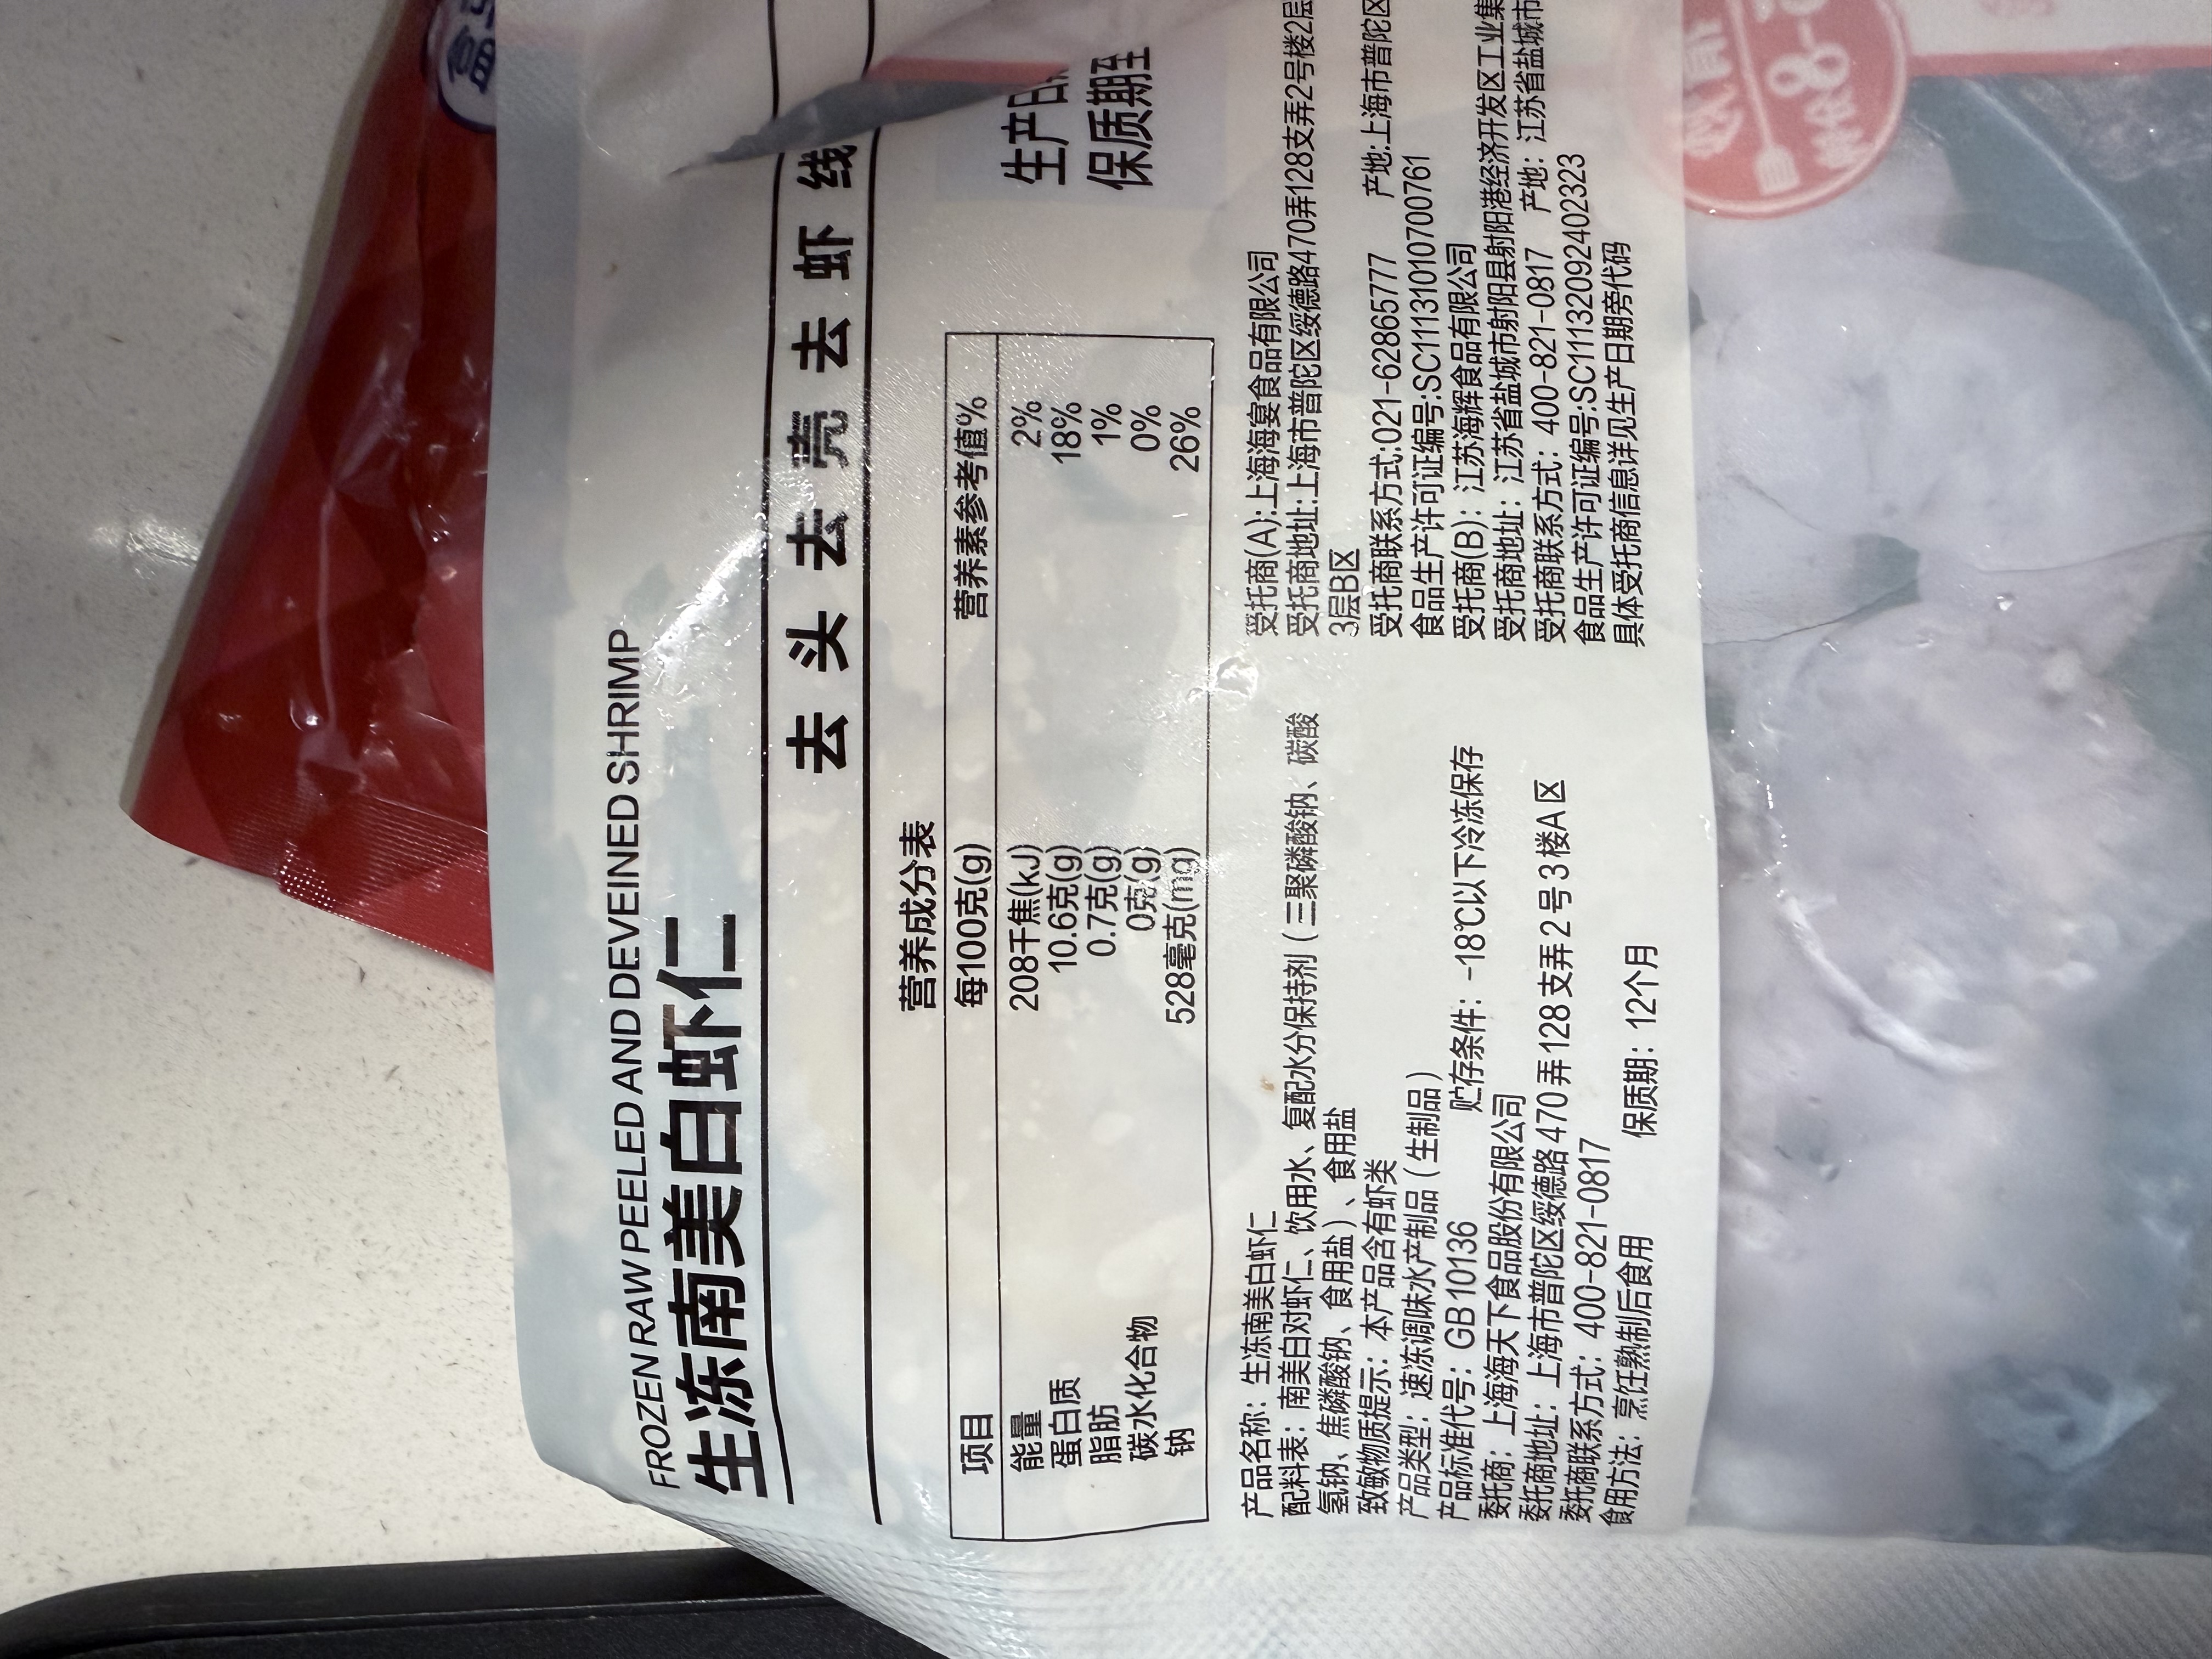 FROZEN RAW PEELED AND DEVEINED SHRIMP
生冻南美白虾仁
去头去壳去虾线
营养成分表
项目 每100克(g) 营养素参考值%
能量 208千焦(kJ) 2%
蛋白质 10.6克(g) 18%
脂肪 0.7克(g) 1%
碳水化合物 0克(g) 0%
钠 528毫克(mg) 26%
生产日
保质期至
产品名称：生冻南美白虾仁
配料表：南美白对虾仁、饮用水、复配水分保持剂（三聚磷酸钠、碳酸
氢钠、焦磷酸钠、食用盐）、食用盐
致敏物质提示：本产品含有虾类
产品类型：速冻调味水产制品（生制品）
产品标准代号：GB 10136 贮存条件：-18℃以下冷冻保存
委托商：上海海天下食品股份有限公司
委托商地址：上海市普陀区绥德路 470 弄 128 支弄 2 号 3 楼A 区
委托商联系方式：400-821-0817
食用方法：烹饪熟制后食用 保质期：12个月
受托商(A):上海海宴食品有限公司
受托商地址:上海市普陀区绥德路470弄128支弄2号楼2层
3层B区
受托商联系方式:021-62865777 产地:上海市普陀区
食品生产许可证编号:SC11131010700761
受托商(B)：江苏海辉食品有限公司
受托商地址：江苏省盐城市射阳县射阳港经济开发区工业集
受托商联系方式：400-821-0817 产地：江苏省盐城市
食品生产许可证编号:SC11132092402323
具体受托商信息详见生产日期旁代码